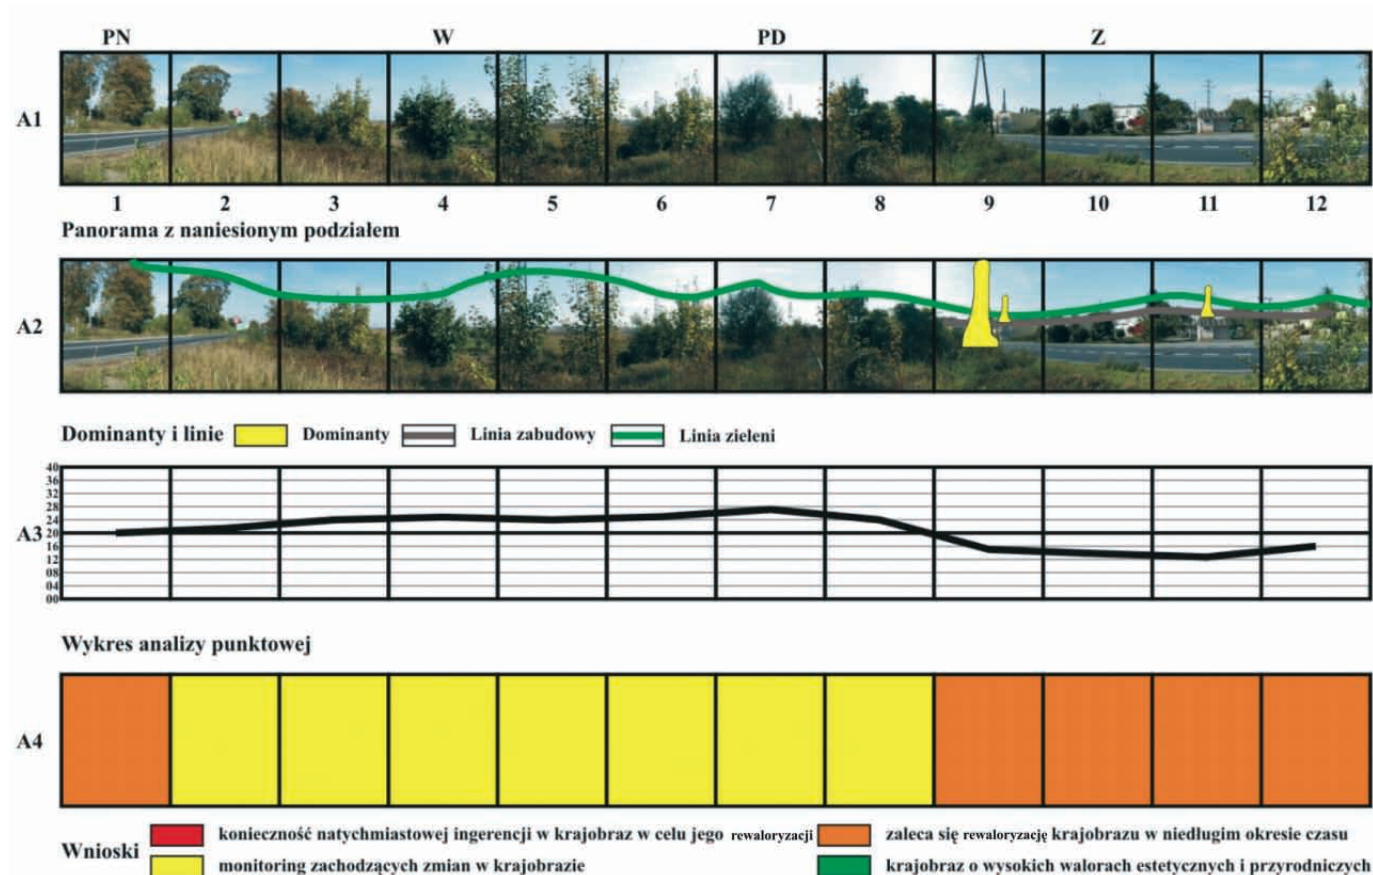 PN W PD Z
A1
1 2 3 4 5 6 7 8 9 10 11 12
Panorama z naniesionym podziałem
A2
Dominanty i linie Dominanty Linia zabudowy Linia zieleni
40
36
32
28
24
A3 20
16
12
08
04
00
Wykres analizy punktowej
A4
Wnioski
konieczność natychmiastowej ingerencji w krajobraz w celu jego rewaloryzacji
zaleca się rewaloryzację krajobrazu w niedługim okresie czasu
monitoring zachodzących zmian w krajobrazie
krajobraz o wysokich walorach estetycznych i przyrodniczych